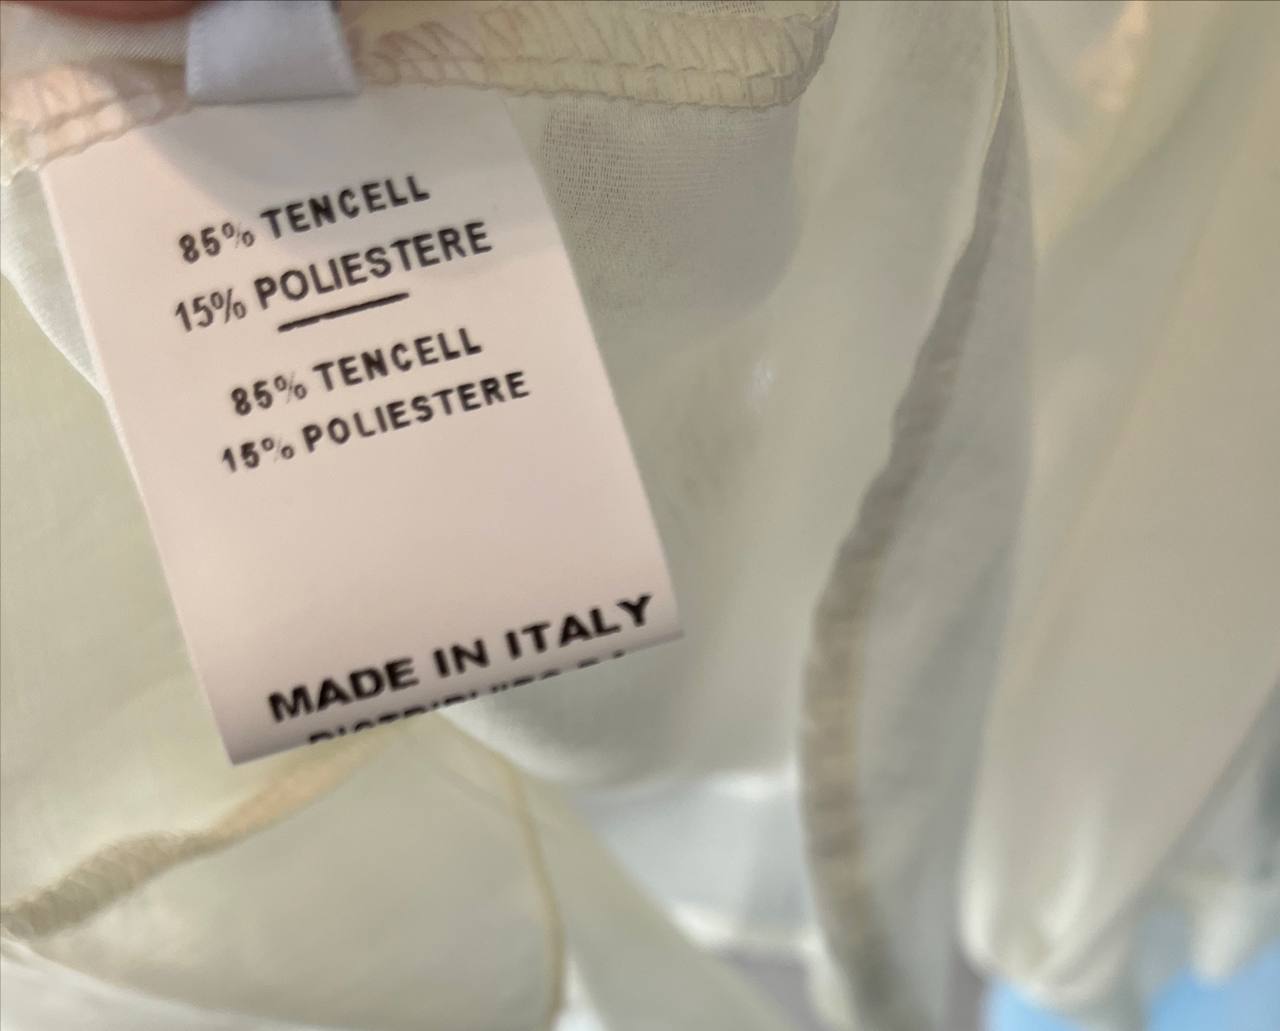 85% TENCELL
15% POLIESTERE
85% TENCELL
15% POLIESTERE
MADE IN ITALY